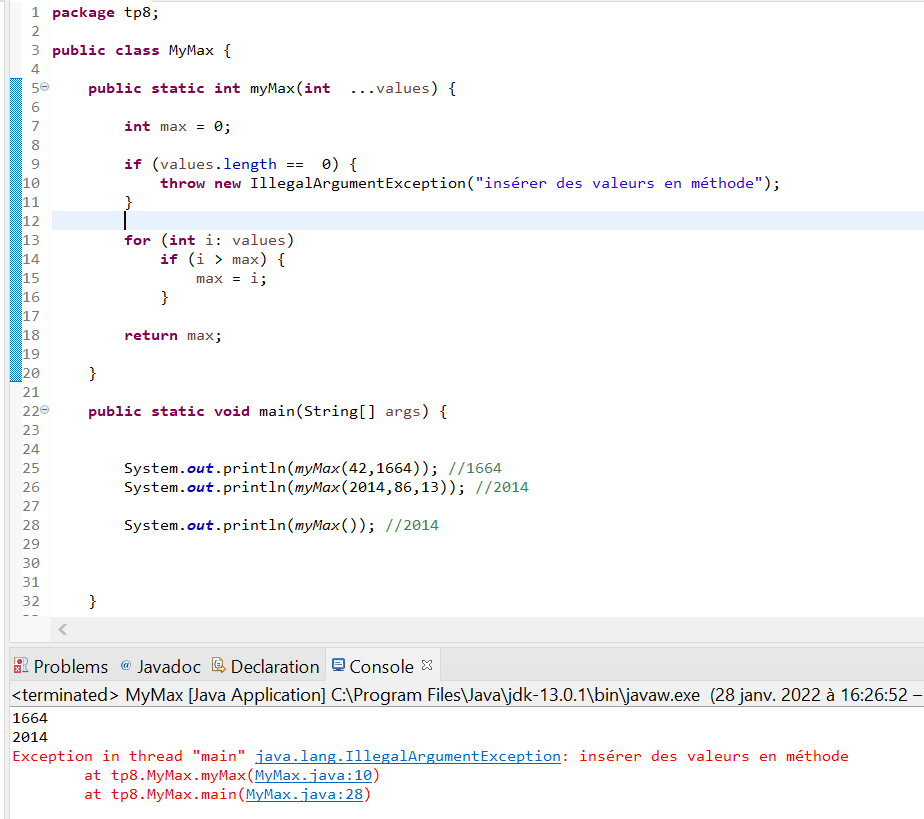 1 package tp8;
2
3 public class MyMax {
4
5 public static int myMax(int  ...values) {
6
7 int max = 0;
8
9 if (values.length ==  0) {
10 throw new IllegalArgumentException("insérer des valeurs en méthode");
11 }
12
13 for (int i: values)
14 if (i > max) {
15 max = i;
16 }
17
18 return max;
19
20 }
21
22 public static void main(String[] args) {
23
24
25 System.out.println(myMax(42,1664)); //1664
26 System.out.println(myMax(2014,86,13)); //2014
27
28 System.out.println(myMax()); //2014
29
30
31
32 }
Problems @ Javadoc Declaration Console
<terminated> MyMax [Java Application] C:\Program Files\Java\jdk-13.0.1\bin\javaw.exe  (28 janv. 2022 à 16:26:52 –
1664
2014
Exception in thread "main" java.lang.IllegalArgumentException: insérer des valeurs en méthode
at tp8.MyMax.myMax(MyMax.java:10)
at tp8.MyMax.main(MyMax.java:28)